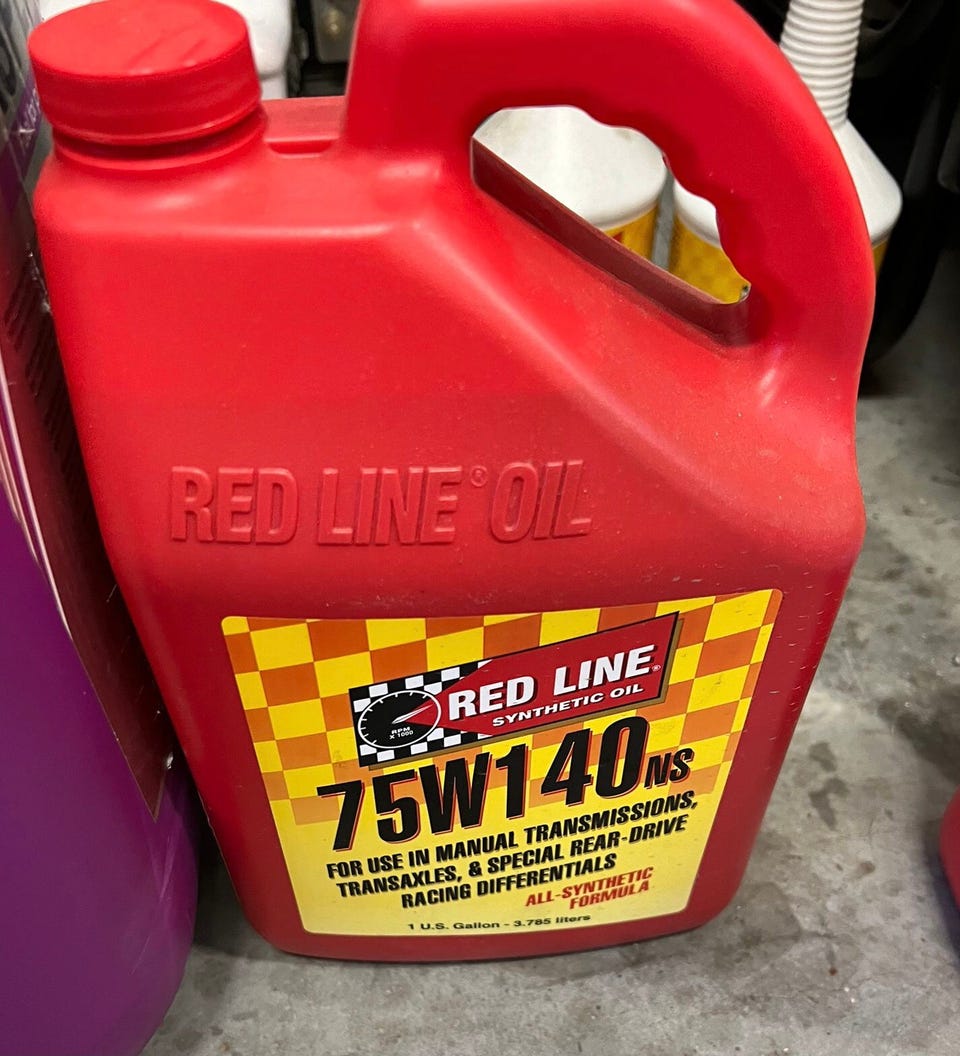 RED LINE® OIL
RED LINE®
SYNTHETIC OIL
RPM
X 1000
75W140NS
FOR USE IN MANUAL TRANSMISSIONS,
TRANSAXLES, & SPECIAL REAR-DRIVE
RACING DIFFERENTIALS
ALL-SYNTHETIC
FORMULA
1 U.S. Gallon - 3.785 liters